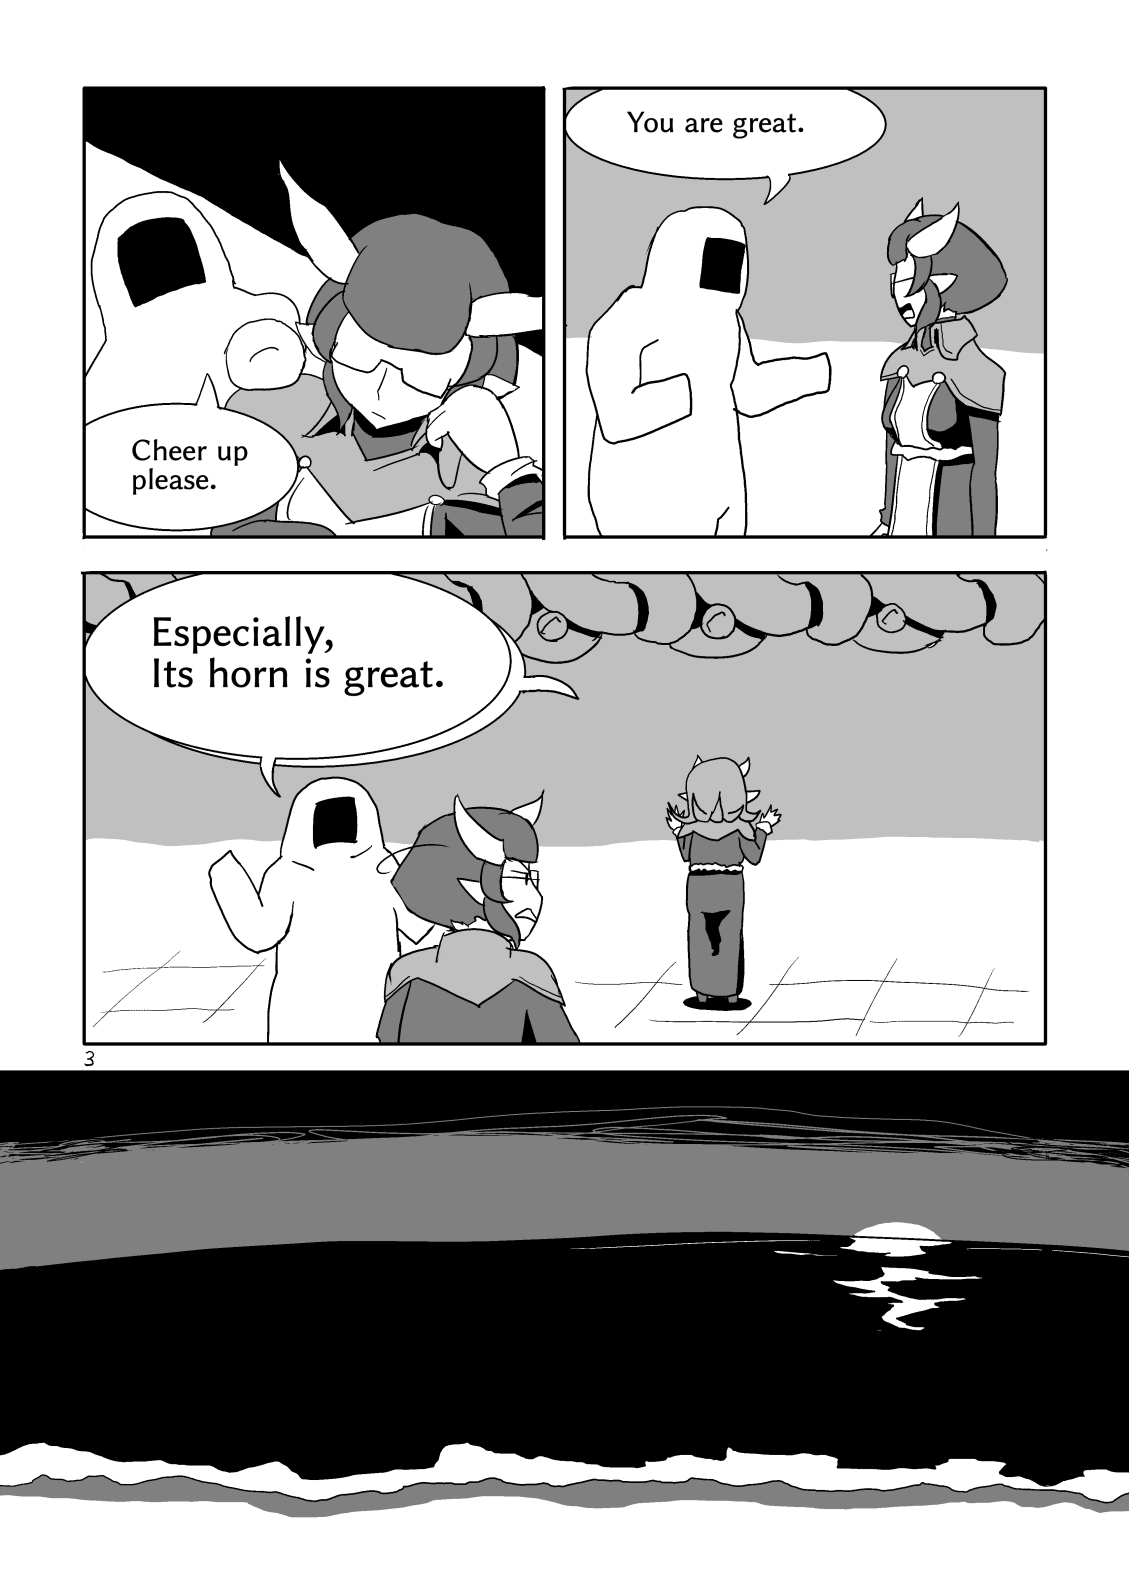 Cheer up
please.
You are great.
Especially,
Its horn is great.
3